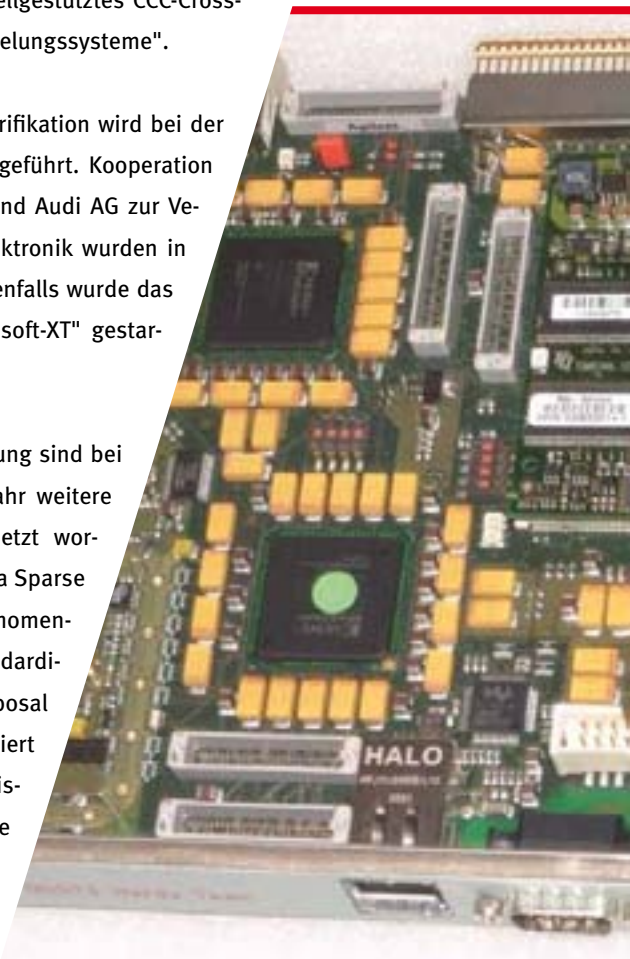 ellgestütztes CCC-Cross-
elungssysteme".
rifikation wird bei der
geführt. Kooperation
nd Audi AG zur Ve-
ktronik wurden in
enfalls wurde das
soft-XT" gestar-
ung sind bei
ahr weitere
etzt wor-
a Sparse
nomen-
dardi-
posal
iert
is-
e
HALO